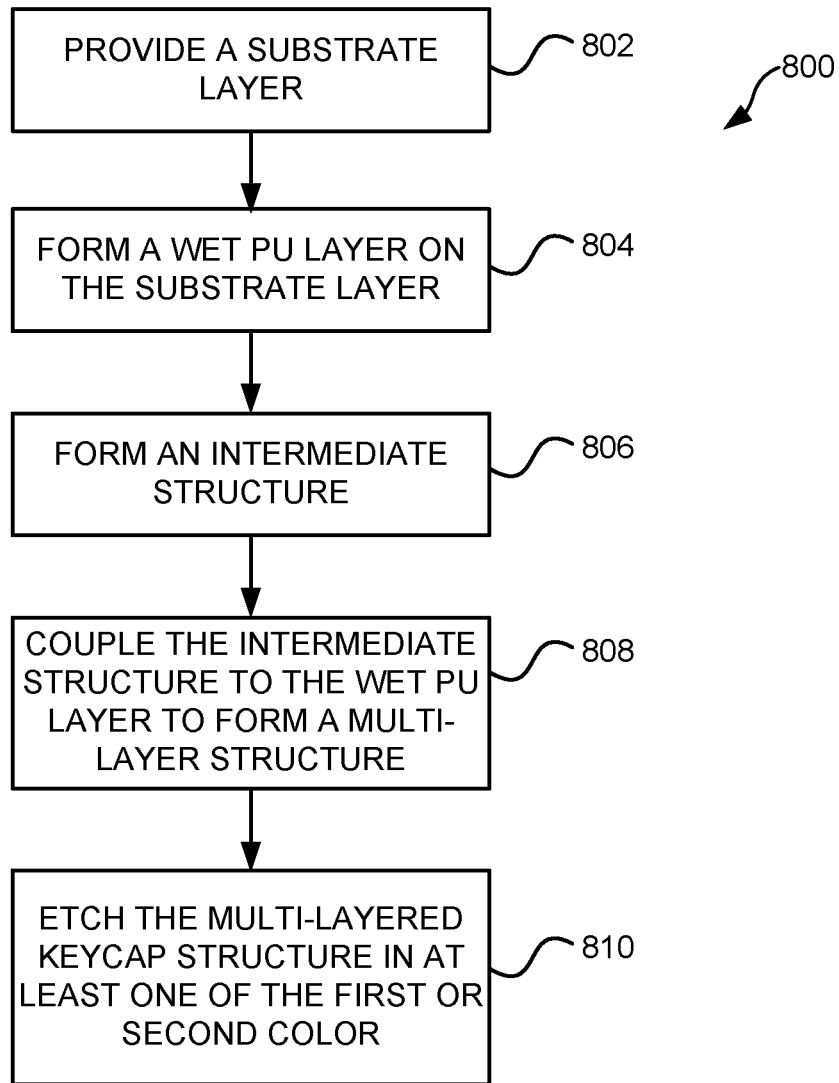 PROVIDE A SUBSTRATE
LAYER
802
800
FORM A WET PU LAYER ON
THE SUBSTRATE LAYER
804
FORM AN INTERMEDIATE
STRUCTURE
806
COUPLE THE INTERMEDIATE
STRUCTURE TO THE WET PU
LAYER TO FORM A MULTI-
LAYER STRUCTURE
808
ETCH THE MULTI-LAYERED
KEYCAP STRUCTURE IN AT
LEAST ONE OF THE FIRST OR
SECOND COLOR
810